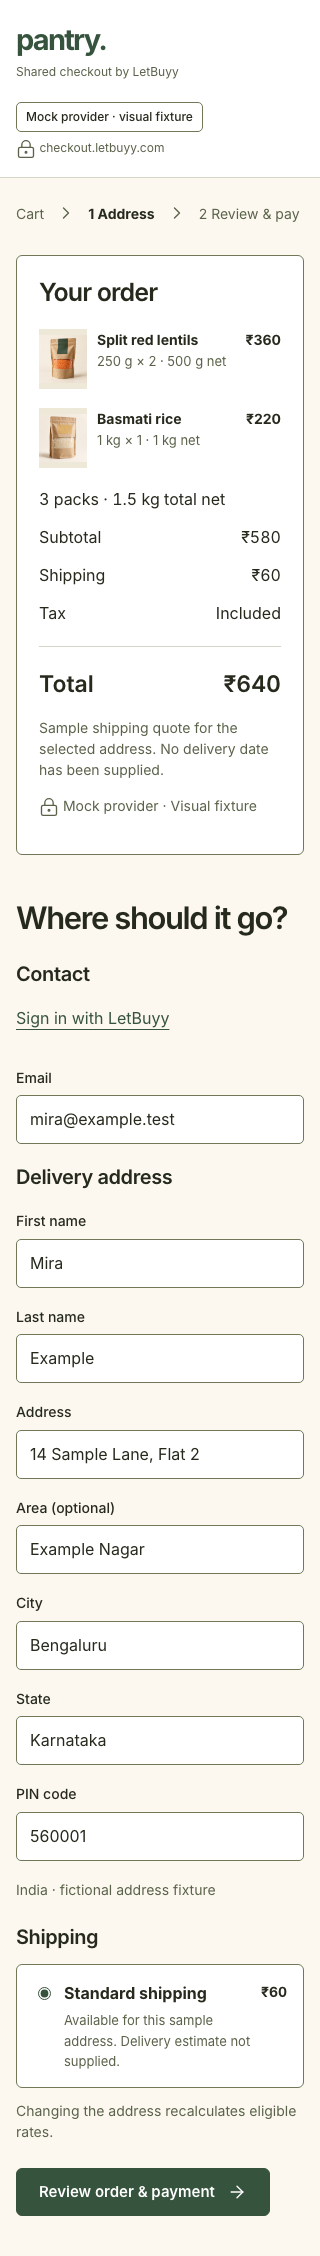 pantry.
Shared checkout by LetBuyy
Mock provider · visual fixture
checkout.letbuyy.com
Cart > 1 Address > 2 Review & pay
Your order
Split red lentils ₹360
250 g × 2 · 500 g net
Basmati rice ₹220
1 kg × 1 · 1 kg net
3 packs · 1.5 kg total net
Subtotal ₹580
Shipping ₹60
Tax Included
Total ₹640
Sample shipping quote for the
selected address. No delivery date
has been supplied.
Mock provider · Visual fixture
Where should it go?
Contact
Sign in with LetBuyy
Email
mira@example.test
Delivery address
First name
Mira
Last name
Example
Address
14 Sample Lane, Flat 2
Area (optional)
Example Nagar
City
Bengaluru
State
Karnataka
PIN code
560001
India · fictional address fixture
Shipping
Standard shipping ₹60
Available for this sample
address. Delivery estimate not
supplied.
Changing the address recalculates eligible
rates.
Review order & payment →